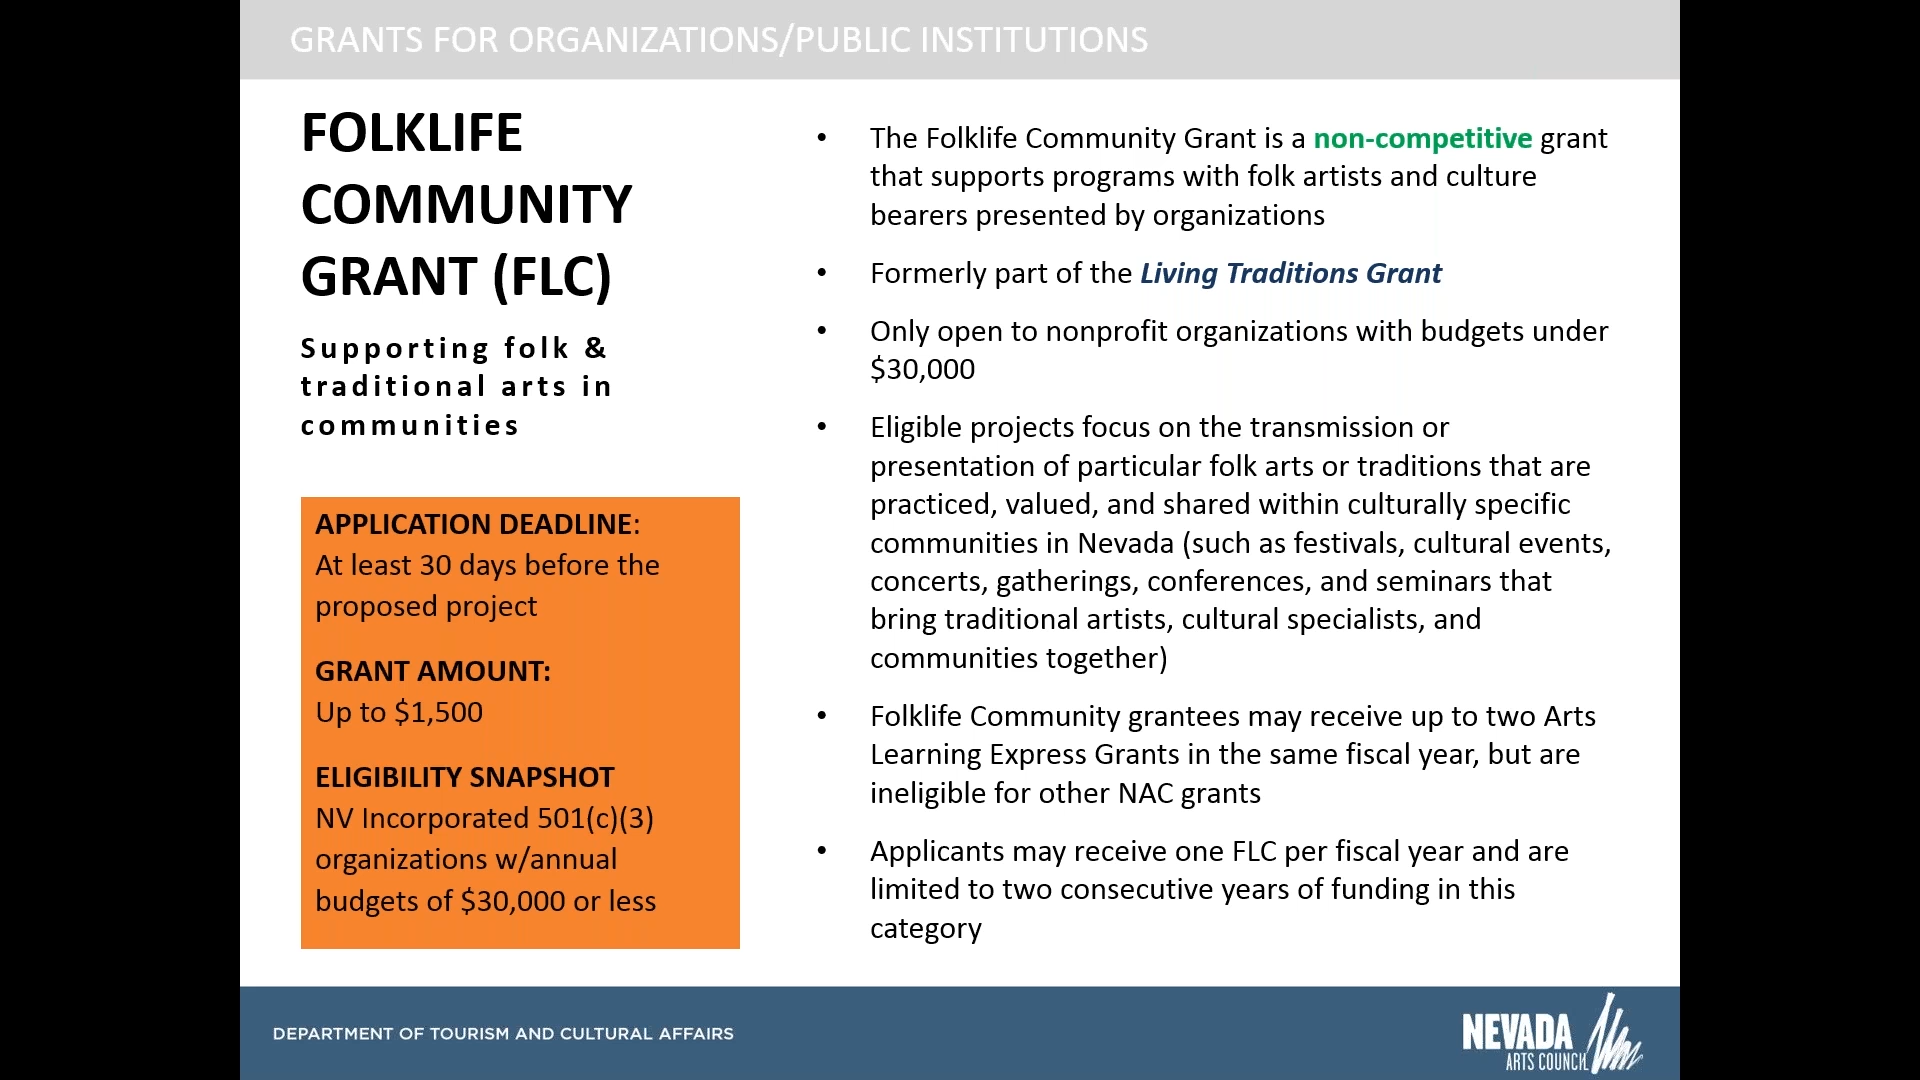 GRANTS FOR ORGANIZATIONS/PUBLIC INSTITUTIONS
FOLKLIFE
COMMUNITY
GRANT (FLC)
Supporting folk &
traditional arts in
communities
APPLICATION DEADLINE:
At least 30 days before the
proposed project
GRANT AMOUNT:
Up to $1,500
ELIGIBILITY SNAPSHOT
NV Incorporated 501(c)(3)
organizations w/annual
budgets of $30,000 or less
• The Folklife Community Grant is a non-competitive grant
that supports programs with folk artists and culture
bearers presented by organizations
• Formerly part of the Living Traditions Grant
• Only open to nonprofit organizations with budgets under
$30,000
• Eligible projects focus on the transmission or
presentation of particular folk arts or traditions that are
practiced, valued, and shared within culturally specific
communities in Nevada (such as festivals, cultural events,
concerts, gatherings, conferences, and seminars that
bring traditional artists, cultural specialists, and
communities together)
• Folklife Community grantees may receive up to two Arts
Learning Express Grants in the same fiscal year, but are
ineligible for other NAC grants
• Applicants may receive one FLC per fiscal year and are
limited to two consecutive years of funding in this
category
DEPARTMENT OF TOURISM AND CULTURAL AFFAIRS
NEVADA
ARTS COUNCIL